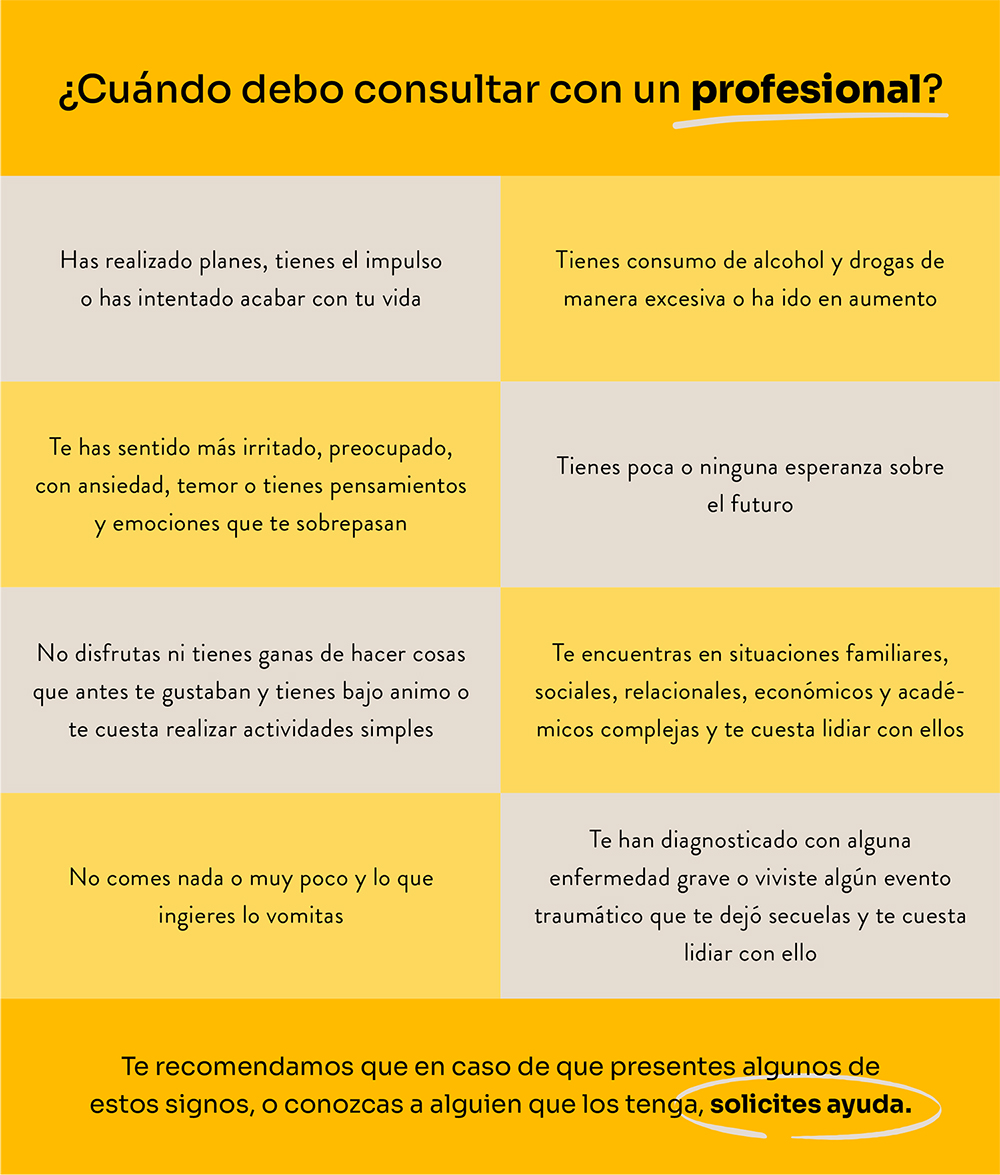 ¿Cuándo debo consultar con un profesional?
Has realizado planes, tienes el impulso
o has intentado acabar con tu vida
Tienes consumo de alcohol y drogas de
manera excesiva o ha ido en aumento
Te has sentido más irritado, preocupado,
con ansiedad, temor o tienes pensamientos
y emociones que te sobrepasan
Tienes poca o ninguna esperanza sobre
el futuro
No disfrutas ni tienes ganas de hacer cosas
que antes te gustaban y tienes bajo animo o
te cuesta realizar actividades simples
Te encuentras en situaciones familiares,
sociales, relacionales, económicos y acadé-
micos complejas y te cuesta lidiar con ellos
No comes nada o muy poco y lo que
ingieres lo vomitas
Te han diagnosticado con alguna
enfermedad grave o viviste algún evento
traumático que te dejó secuelas y te cuesta
lidiar con ello
Te recomendamos que en caso de que presentes algunos de
estos signos, o conozcas a alguien que los tenga, solicites ayuda.